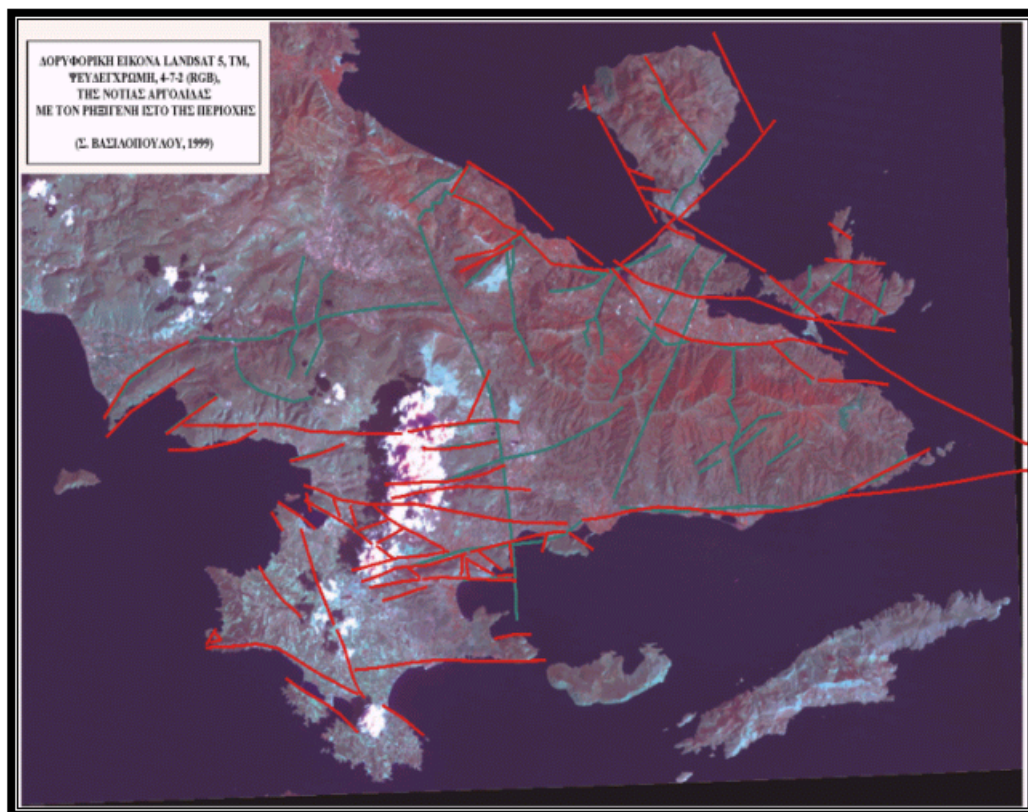 ΔΟΡΥΦΟΡΙΚΗ ΕΙΚΟΝΑ LANDSAT 5, TM,
ΨΕΥΔΕΓΧΡΩΜΗ, 4-7-2 (RGB),
ΤΗΣ ΝΟΤΙΑΣ ΑΡΓΟΛΙΔΑΣ
ΜΕ ΤΟΝ ΡΗΞΙΓΕΝΗ ΙΣΤΟ ΤΗΣ ΠΕΡΙΟΧΗΣ
(Σ. ΒΑΣΙΛΟΠΟΥΛΟΥ, 1999)